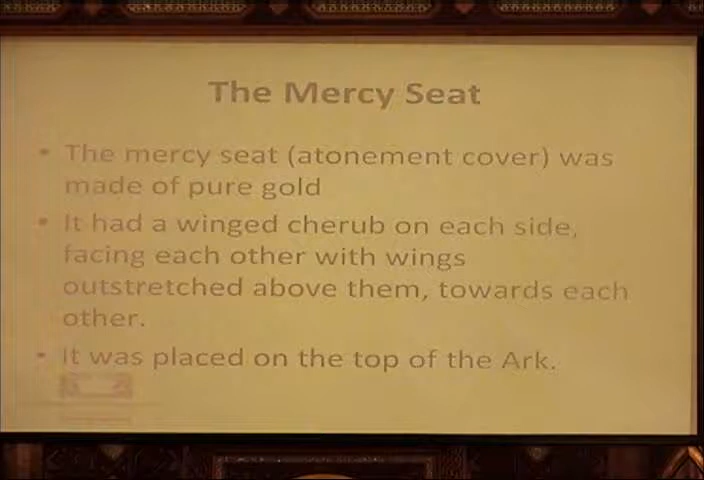 The Mercy Seat
• The mercy seat (atonement cover) was
made of pure gold
• It had a winged cherub on each side,
facing each other with wings
outstretched above them, towards each
other.
• It was placed on the top of the Ark.